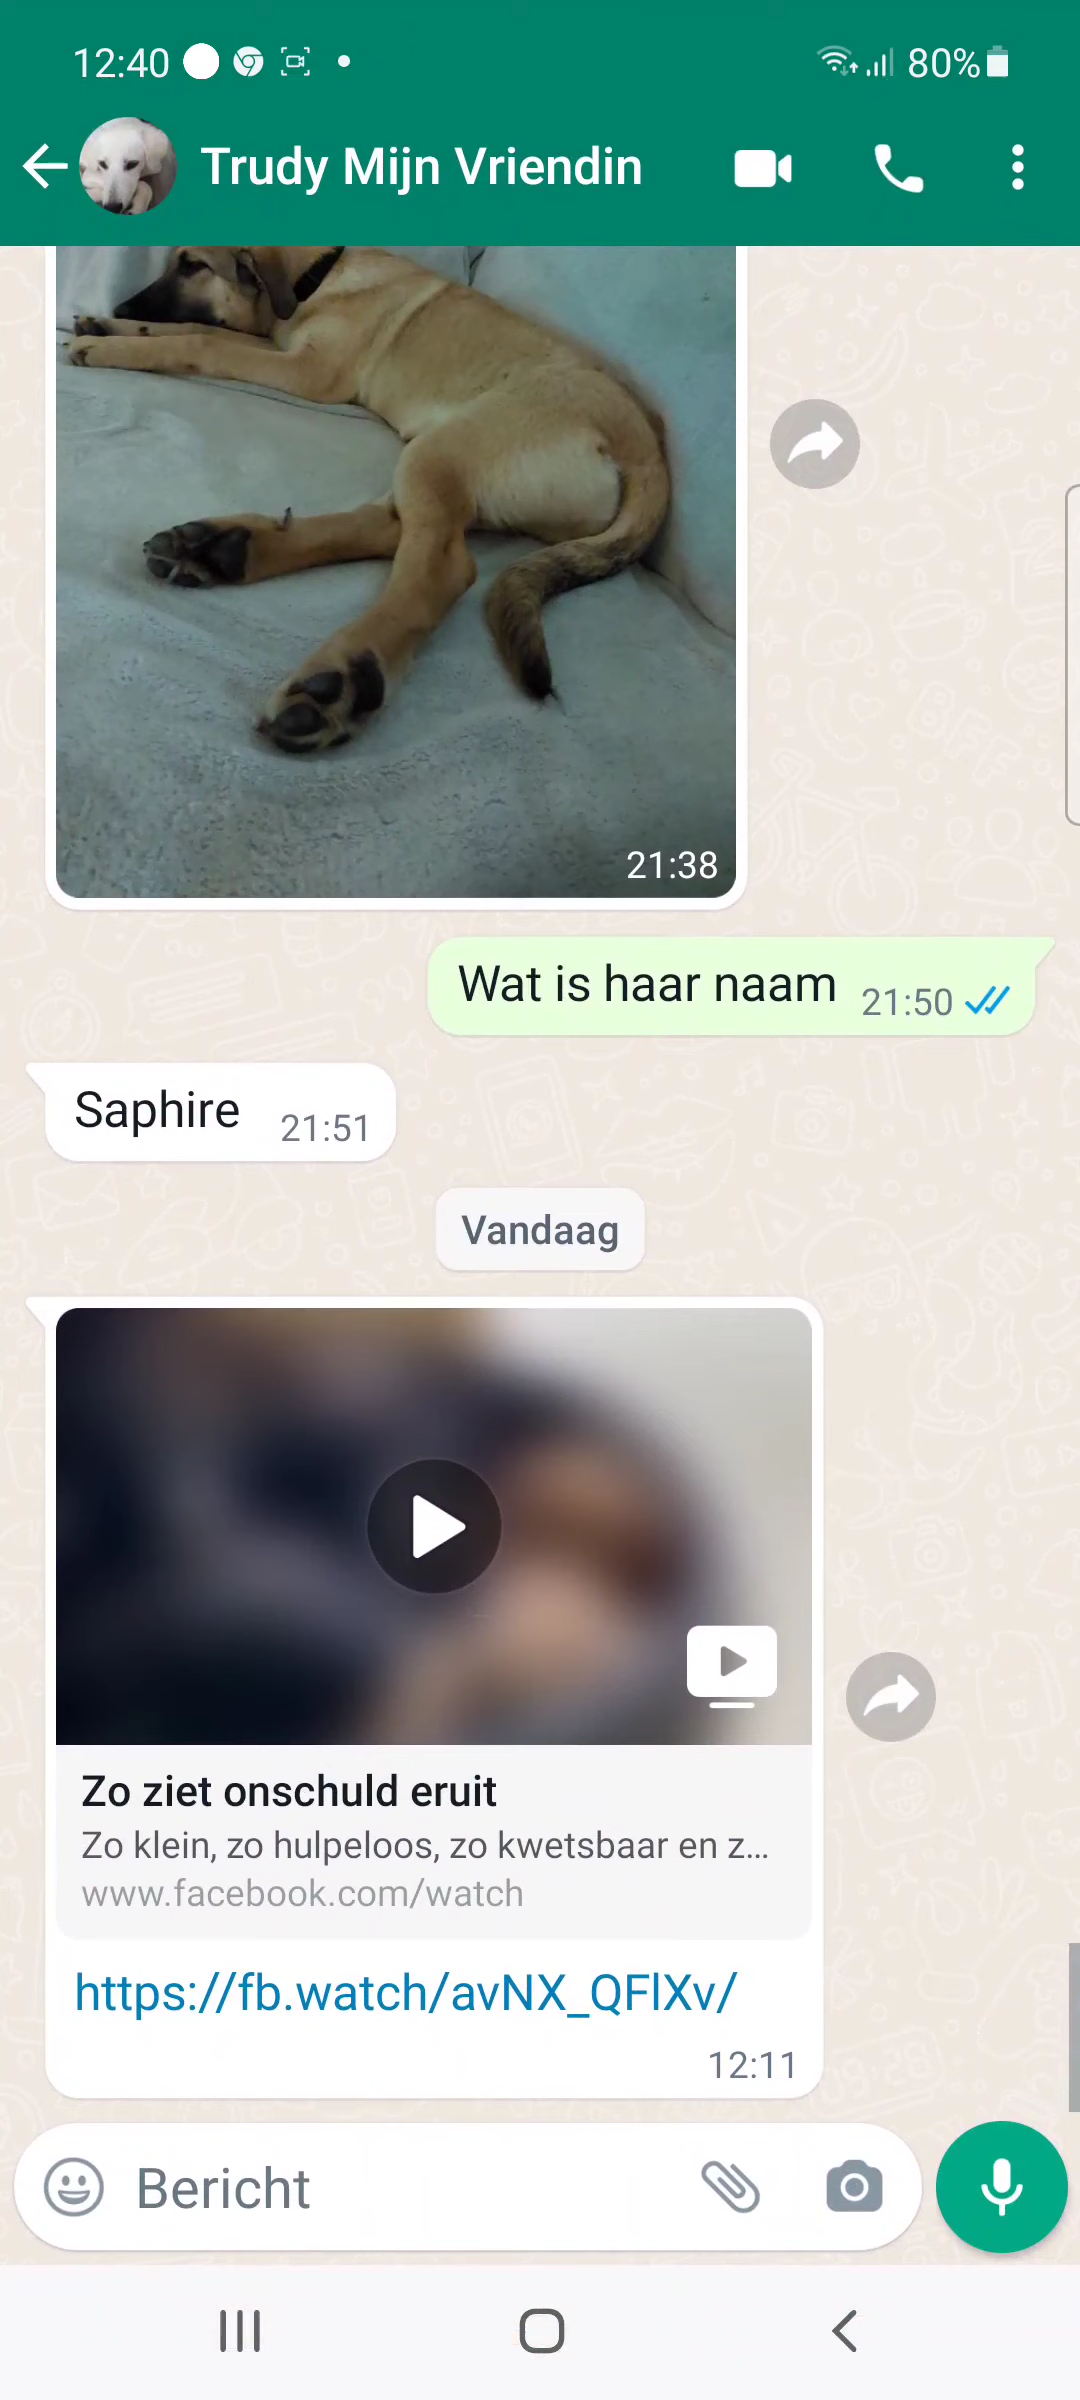 12:40
80%
Trudy Mijn Vriendin
21:38
Wat is haar naam 21:50
Saphire 21:51
Vandaag
Zo ziet onschuld eruit
Zo klein, zo hulpeloos, zo kwetsbaar en z...
www.facebook.com/watch
https://fb.watch/avNX_QFlXv/
12:11
Bericht